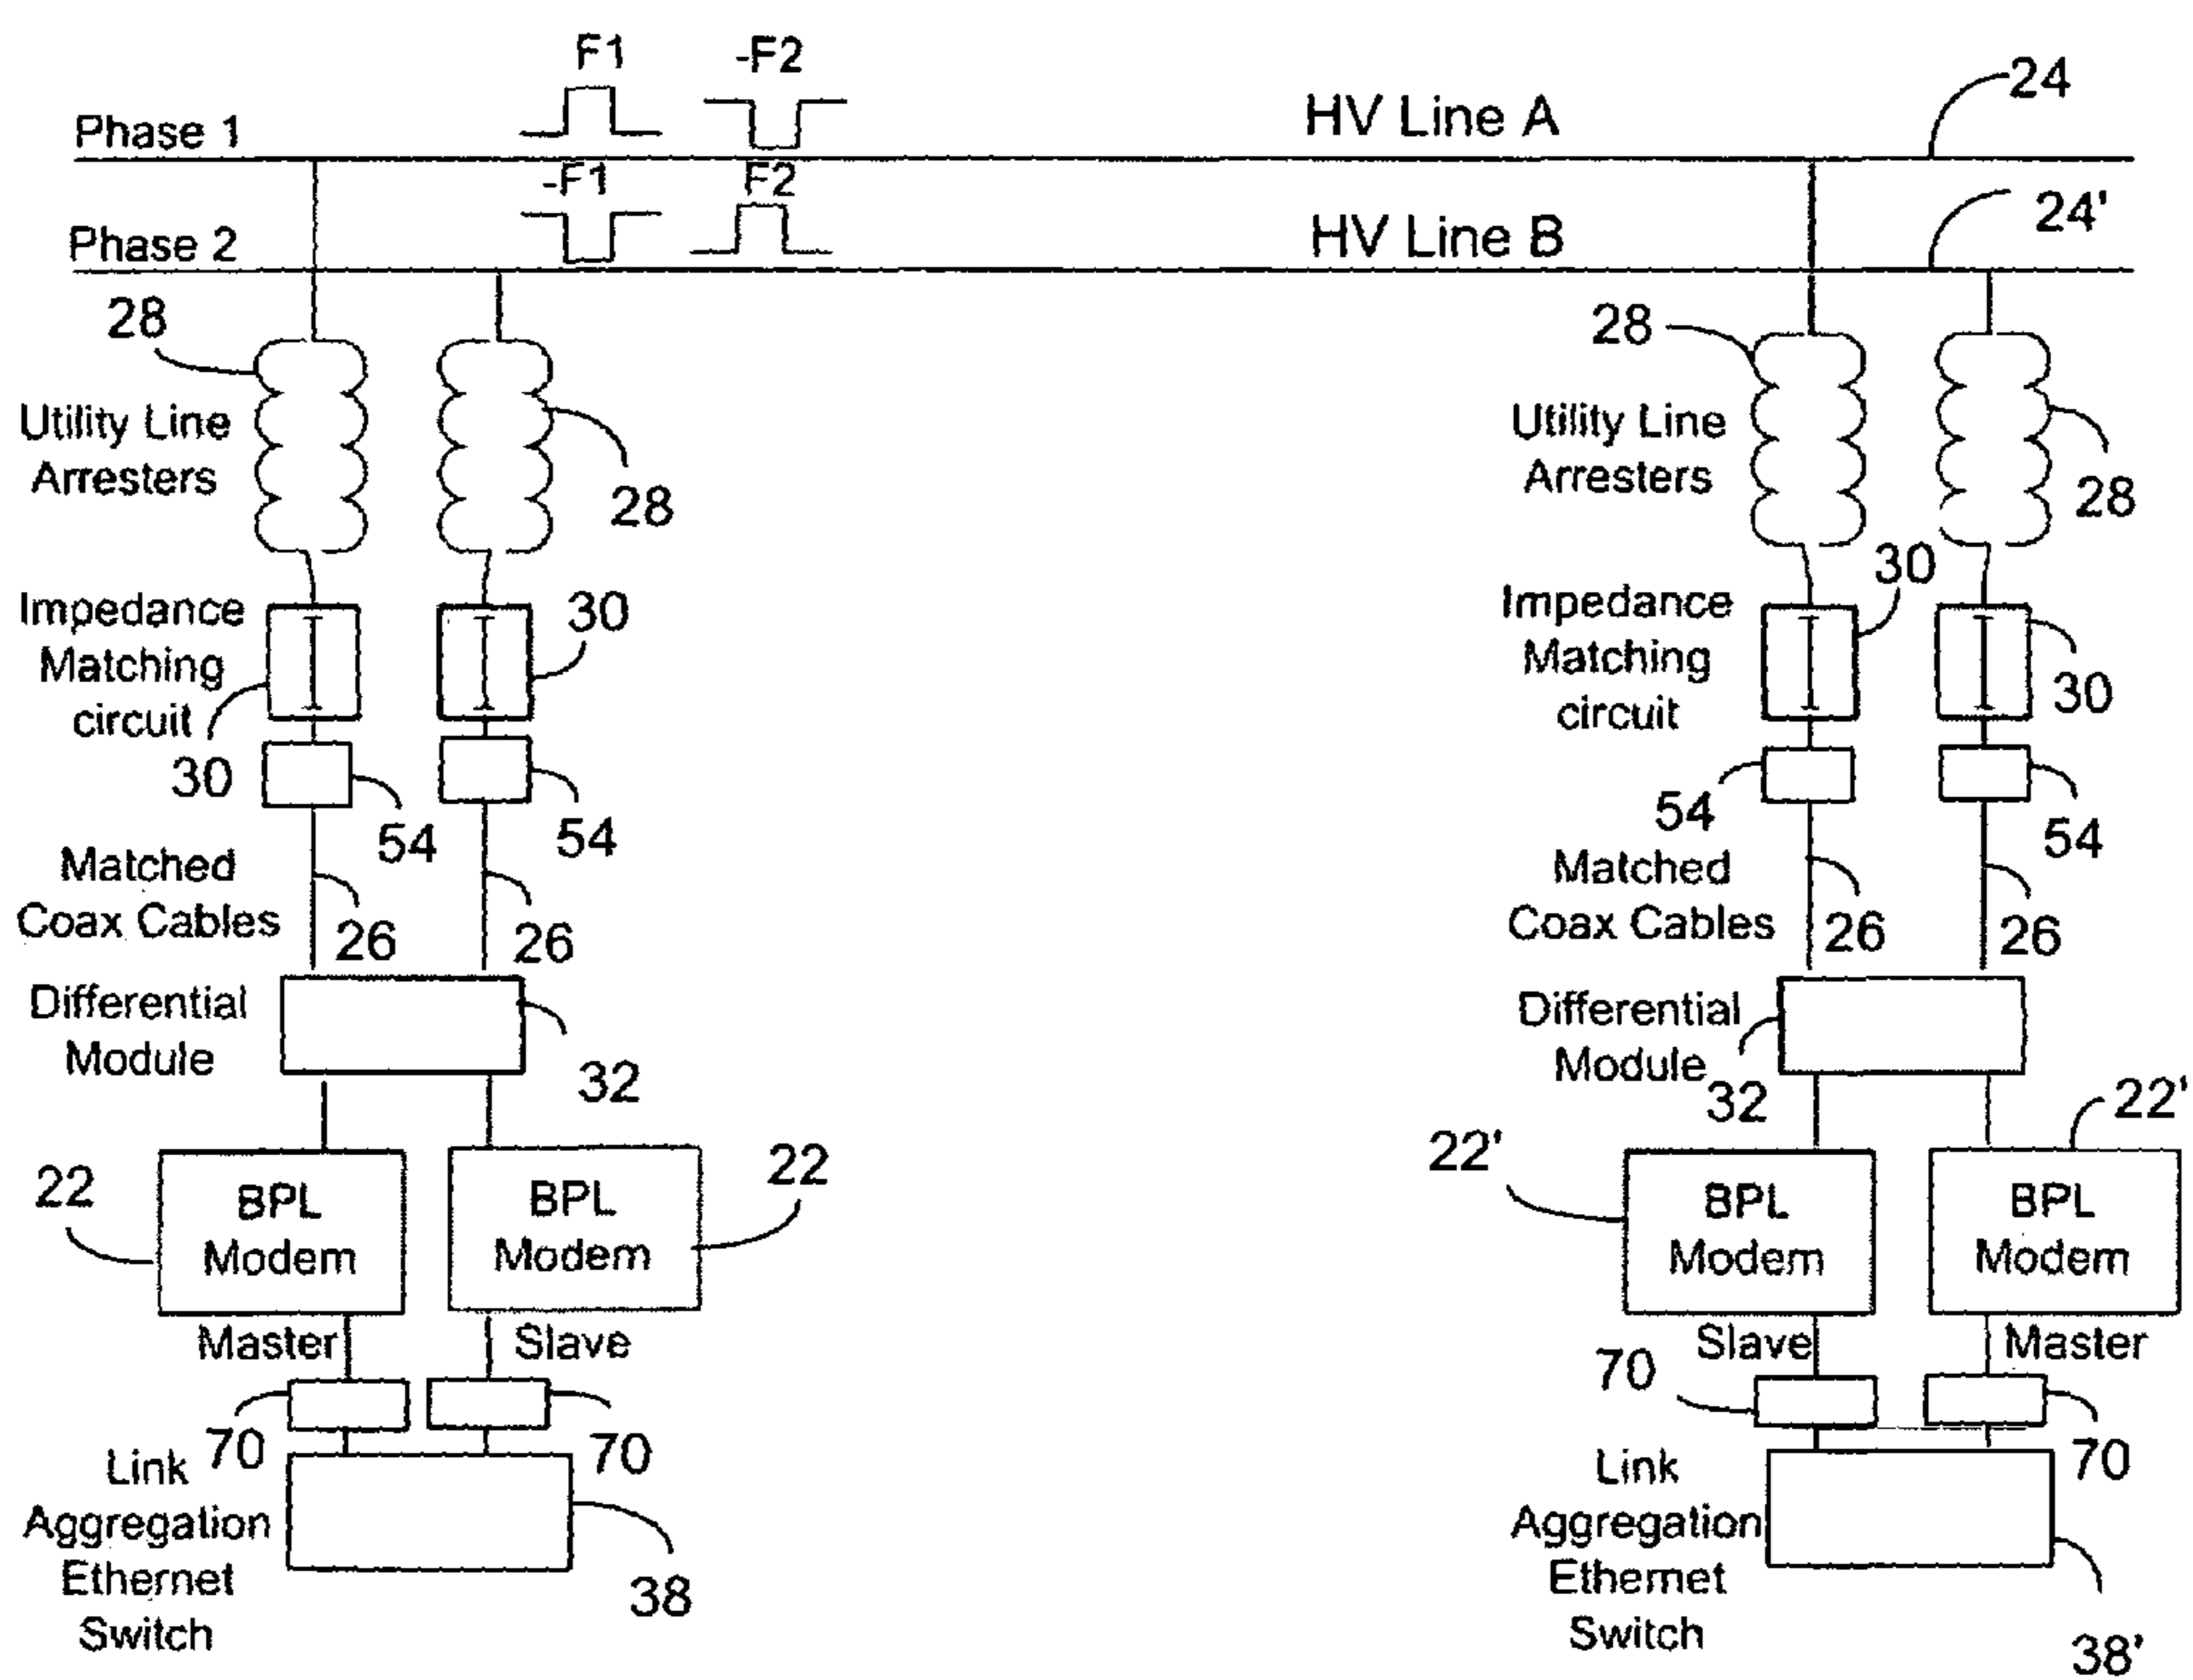 F1
-F2
Phase 1
HV Line A
24
-F1
F2
24'
Phase 2
HV Line B
28
Utility Line
Arresters
28
28
Utility Line
Arresters
28
Impedance
Matching
circuit
30
30
54
54
Impedance
Matching
circuit
30
30
54
54
Matched
Coax Cables
26
26
Matched
Coax Cables
26
26
Differential
Module
32
Differential
Module
32
22
BPL
Modem
BPL
Modem
22
22'
BPL
Modem
BPL
Modem
22'
Master
Slave
Slave
Master
70
70
70
70
Link
Aggregation
Ethernet
Switch
38
Link
Aggregation
Ethernet
Switch
38'